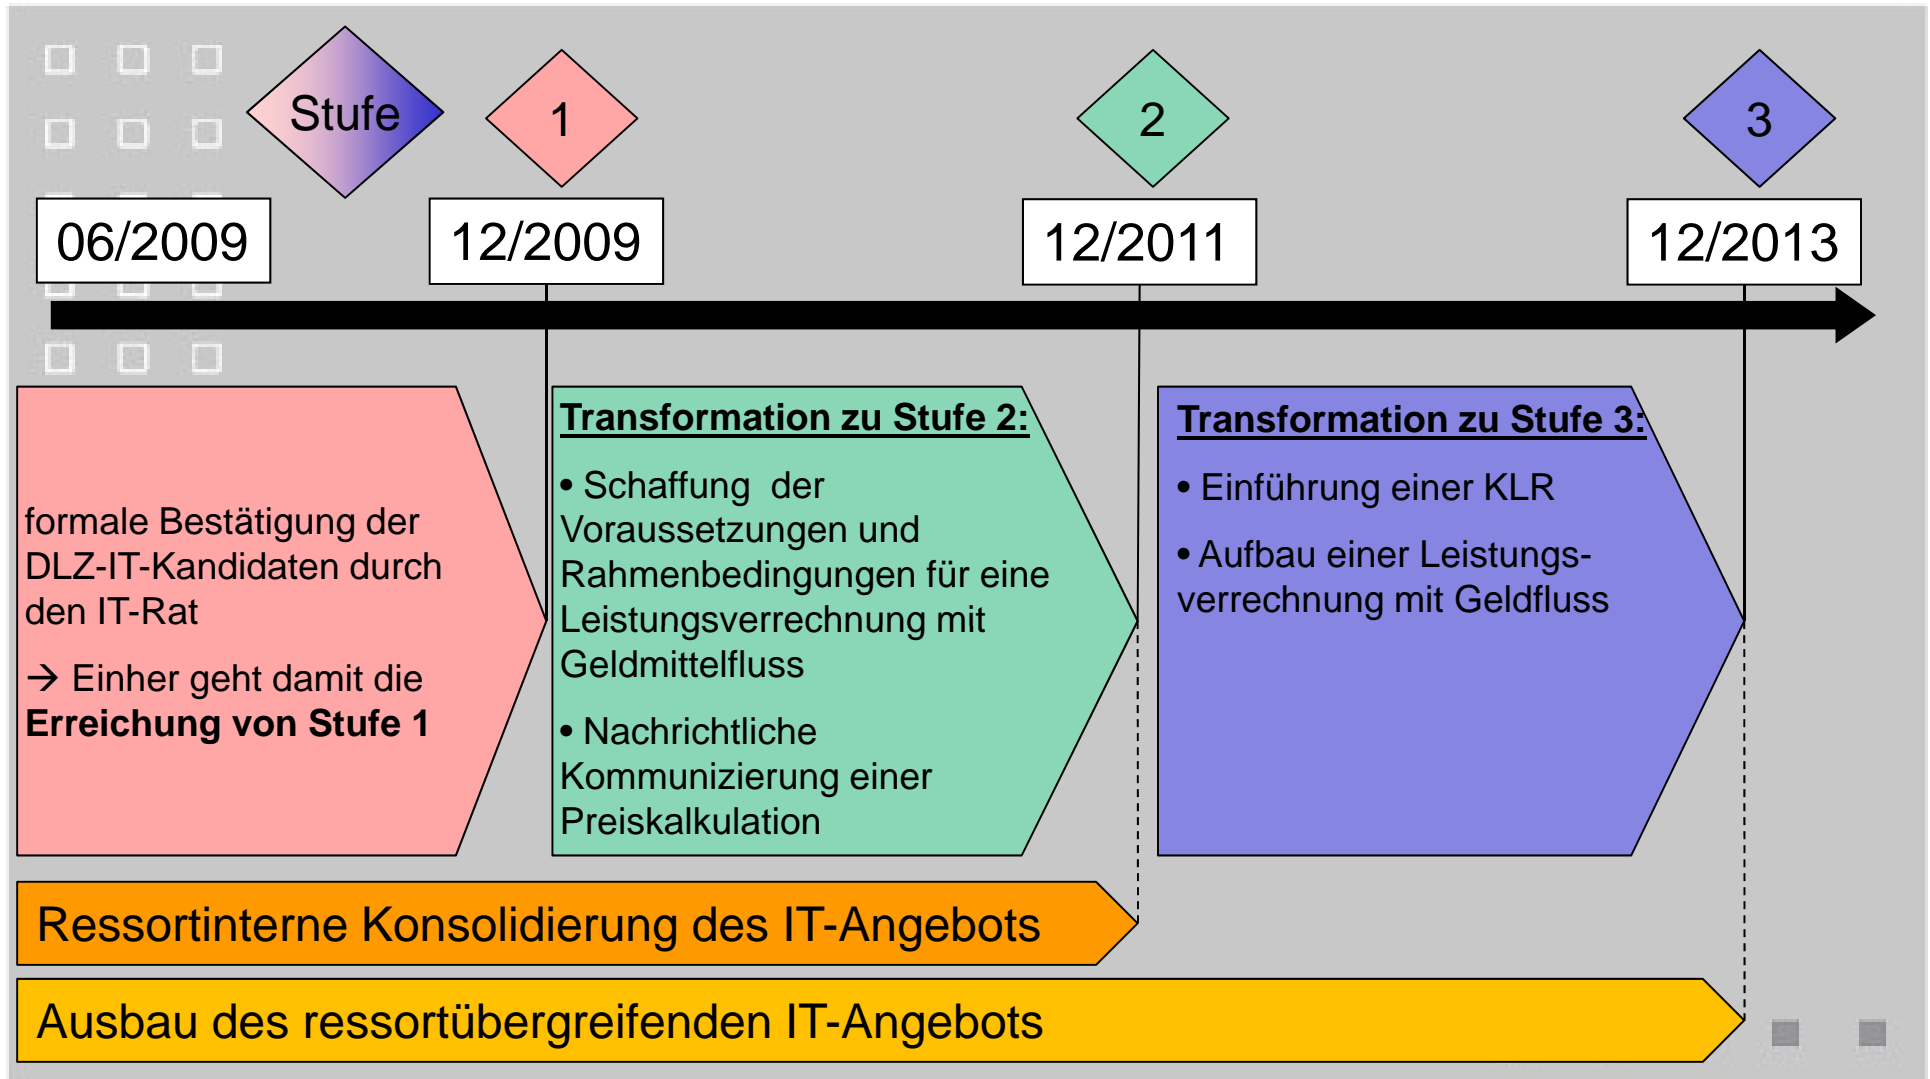 Stufe
1
2
3
06/2009
12/2009
12/2011
12/2013
formale Bestätigung der
DLZ-IT-Kandidaten durch
den IT-Rat
→ Einher geht damit die
Erreichung von Stufe 1
Transformation zu Stufe 2:
• Schaffung der
Voraussetzungen und
Rahmenbedingungen für eine
Leistungsverrechnung mit
Geldmittelfluss
• Nachrichtliche
Kommunizierung einer
Preiskalkulation
Transformation zu Stufe 3:
• Einführung einer KLR
• Aufbau einer Leistungs-
verrechnung mit Geldfluss
Ressortinterne Konsolidierung des IT-Angebots
Ausbau des ressortübergreifenden IT-Angebots